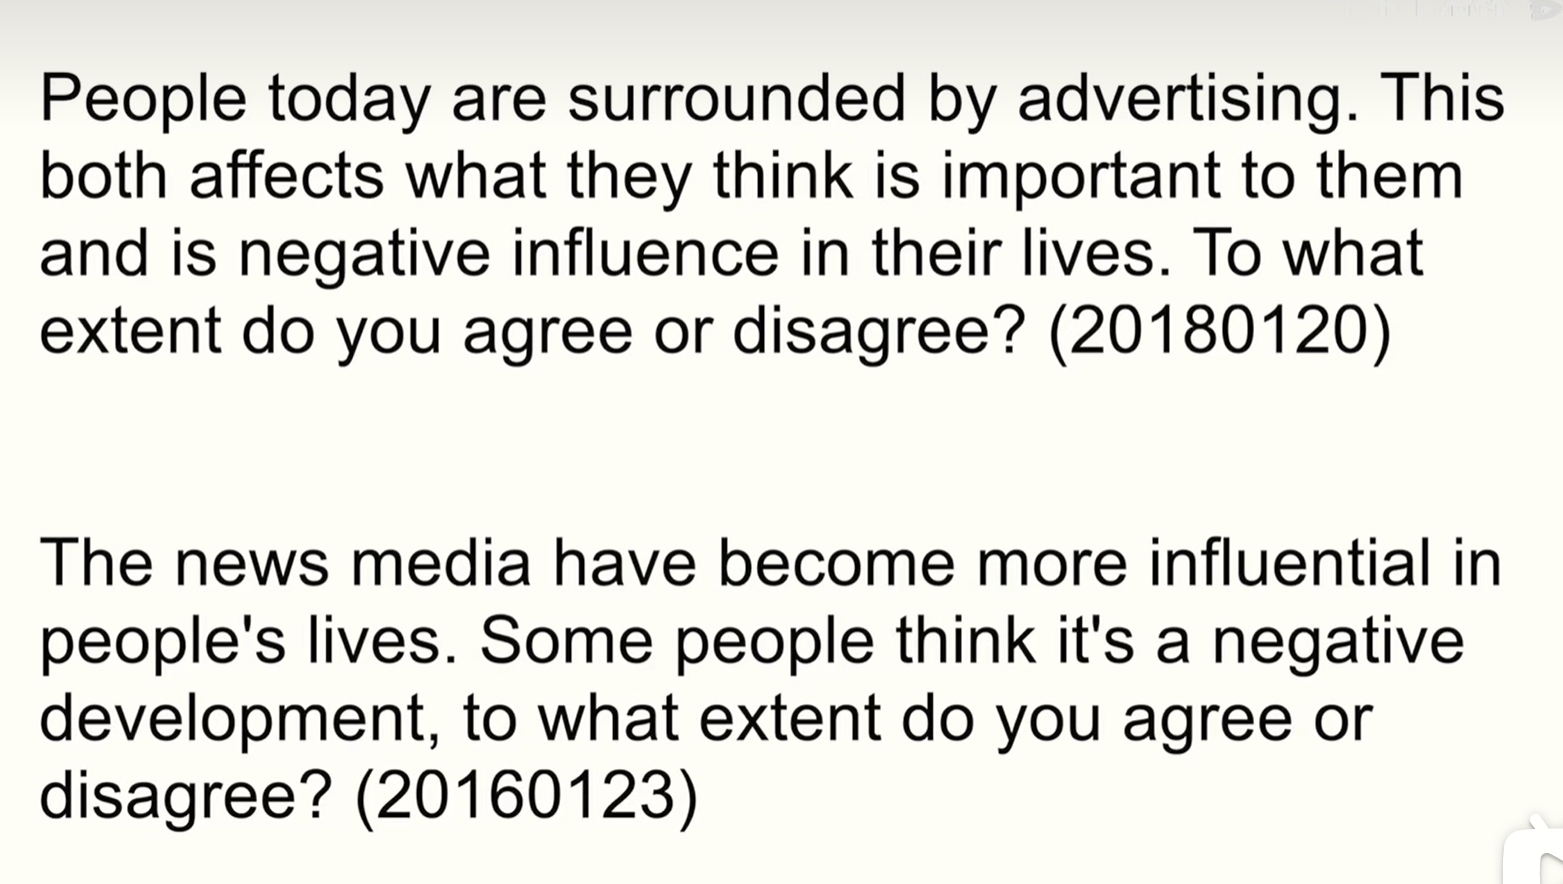 People today are surrounded by advertising. This
both affects what they think is important to them
and is negative influence in their lives. To what
extent do you agree or disagree? (20180120)
The news media have become more influential in
people's lives. Some people think it's a negative
development, to what extent do you agree or
disagree? (20160123)